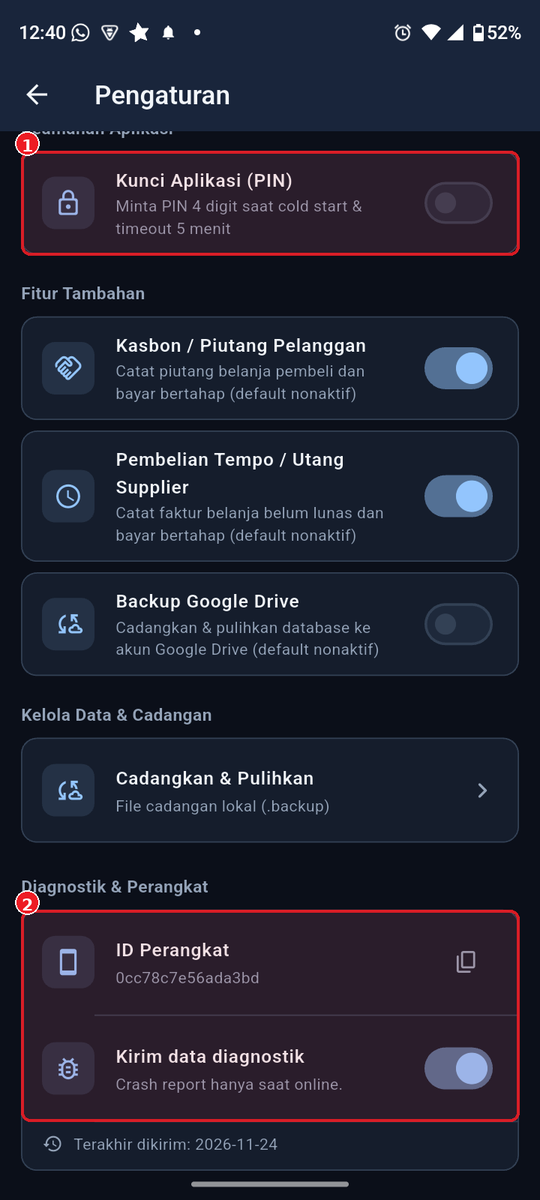 12:40
52%
Pengaturan
1
Aplikasi
Kunci Aplikasi (PIN)
Minta PIN 4 digit saat cold start &
timeout 5 menit
Fitur Tambahan
Kasbon / Piutang Pelanggan
Catat piutang belanja pembeli dan
bayar bertahap (default nonaktif)
Pembelian Tempo / Utang
Supplier
Catat faktur belanja belum lunas dan
bayar bertahap (default nonaktif)
Backup Google Drive
Cadangkan & pulihkan database ke
akun Google Drive (default nonaktif)
Kelola Data & Cadangan
Cadangkan & Pulihkan
File cadangan lokal (.backup)
Diagnostik & Perangkat
2
ID Perangkat
0cc78c7e56ada3bd
Kirim data diagnostik
Crash report hanya saat online.
Terakhir dikirim: 2026-11-24